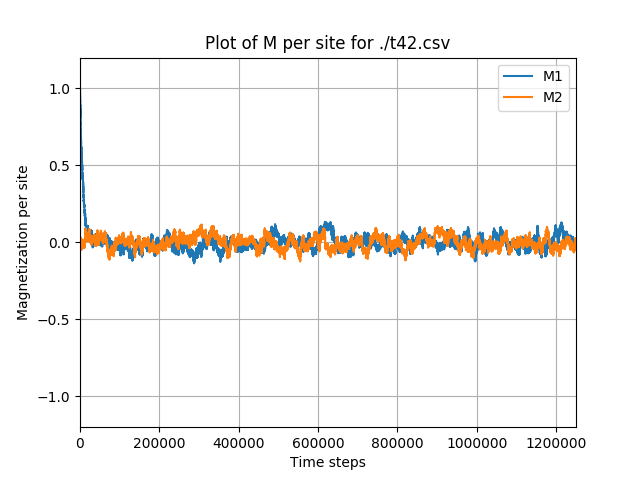 Plot of M per site for ./t42.csv
M1
M2
1.0
0.5
0.0
−0.5
−1.0
Magnetization per site
0 200000 400000 600000 800000 1000000 1200000
Time steps